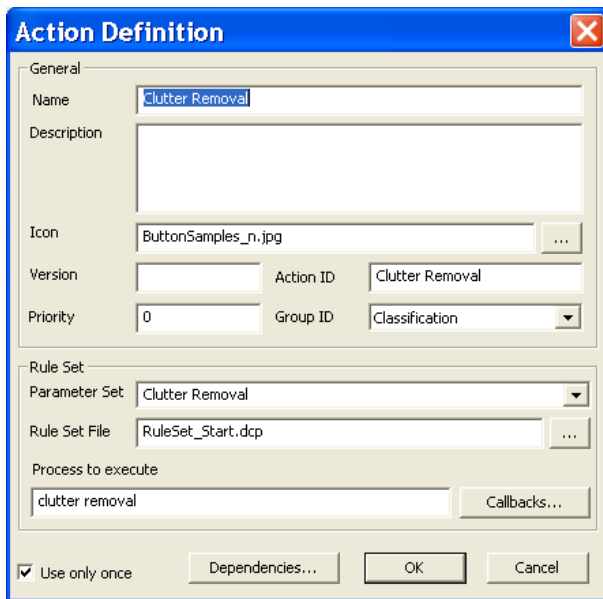 Action Definition
General
Name Clutter Removal
Description
Icon ButtonSamples_n.jpg ...
Version Action ID Clutter Removal
Priority 0 Group ID Classification
Rule Set
Parameter Set Clutter Removal
Rule Set File RuleSet_Start.dcp ...
Process to execute
clutter removal Callbacks...
Use only once Dependencies... OK Cancel